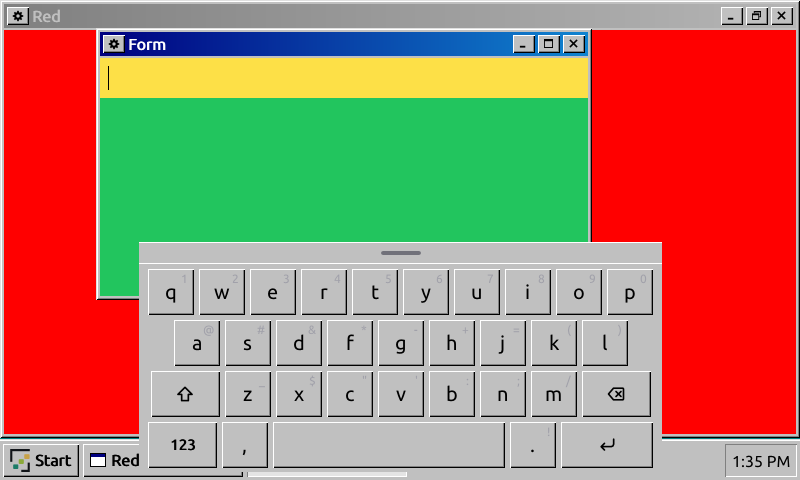 Red
Form
q 1 w 2 e 3 r 4 t 5 y 6 u 7 i 8 o 9 p 0
a @ s # d & f * g - h + j = k ( l )
z _ x $ c " v ' b : n ; m / 
123 , . !
Start Red 1:35 PM